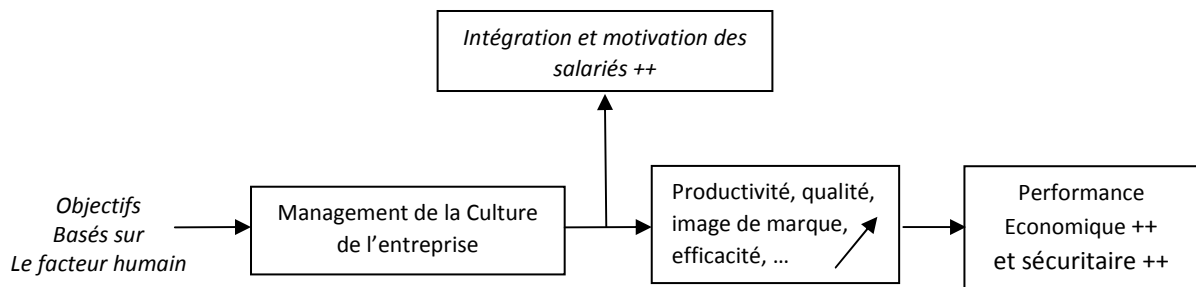 Intégration et motivation des
salariés ++
Objectifs
Basés sur
Le facteur humain
Management de la Culture
de l’entreprise
Productivité, qualité,
image de marque,
efficacité, …
Performance
Economique ++
et sécuritaire ++